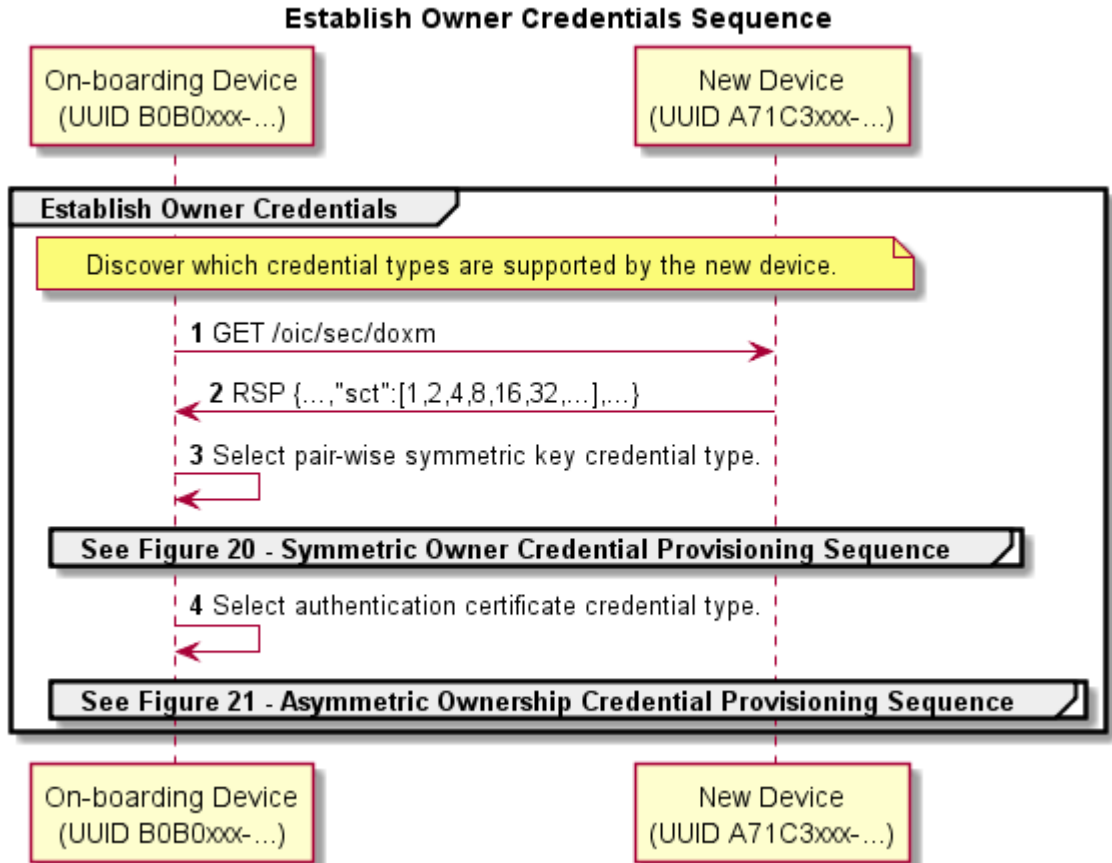 Establish Owner Credentials Sequence
On-boarding Device
(UUID B0B0xxx-...)
New Device
(UUID A71C3xxx-...)
Establish Owner Credentials
Discover which credential types are supported by the new device.
1 GET /oic/sec/doxm
2 RSP {...,"sct":[1,2,4,8,16,32,...],...}
3 Select pair-wise symmetric key credential type.
See Figure 20 - Symmetric Owner Credential Provisioning Sequence
4 Select authentication certificate credential type.
See Figure 21 - Asymmetric Ownership Credential Provisioning Sequence
On-boarding Device
(UUID B0B0xxx-...)
New Device
(UUID A71C3xxx-...)